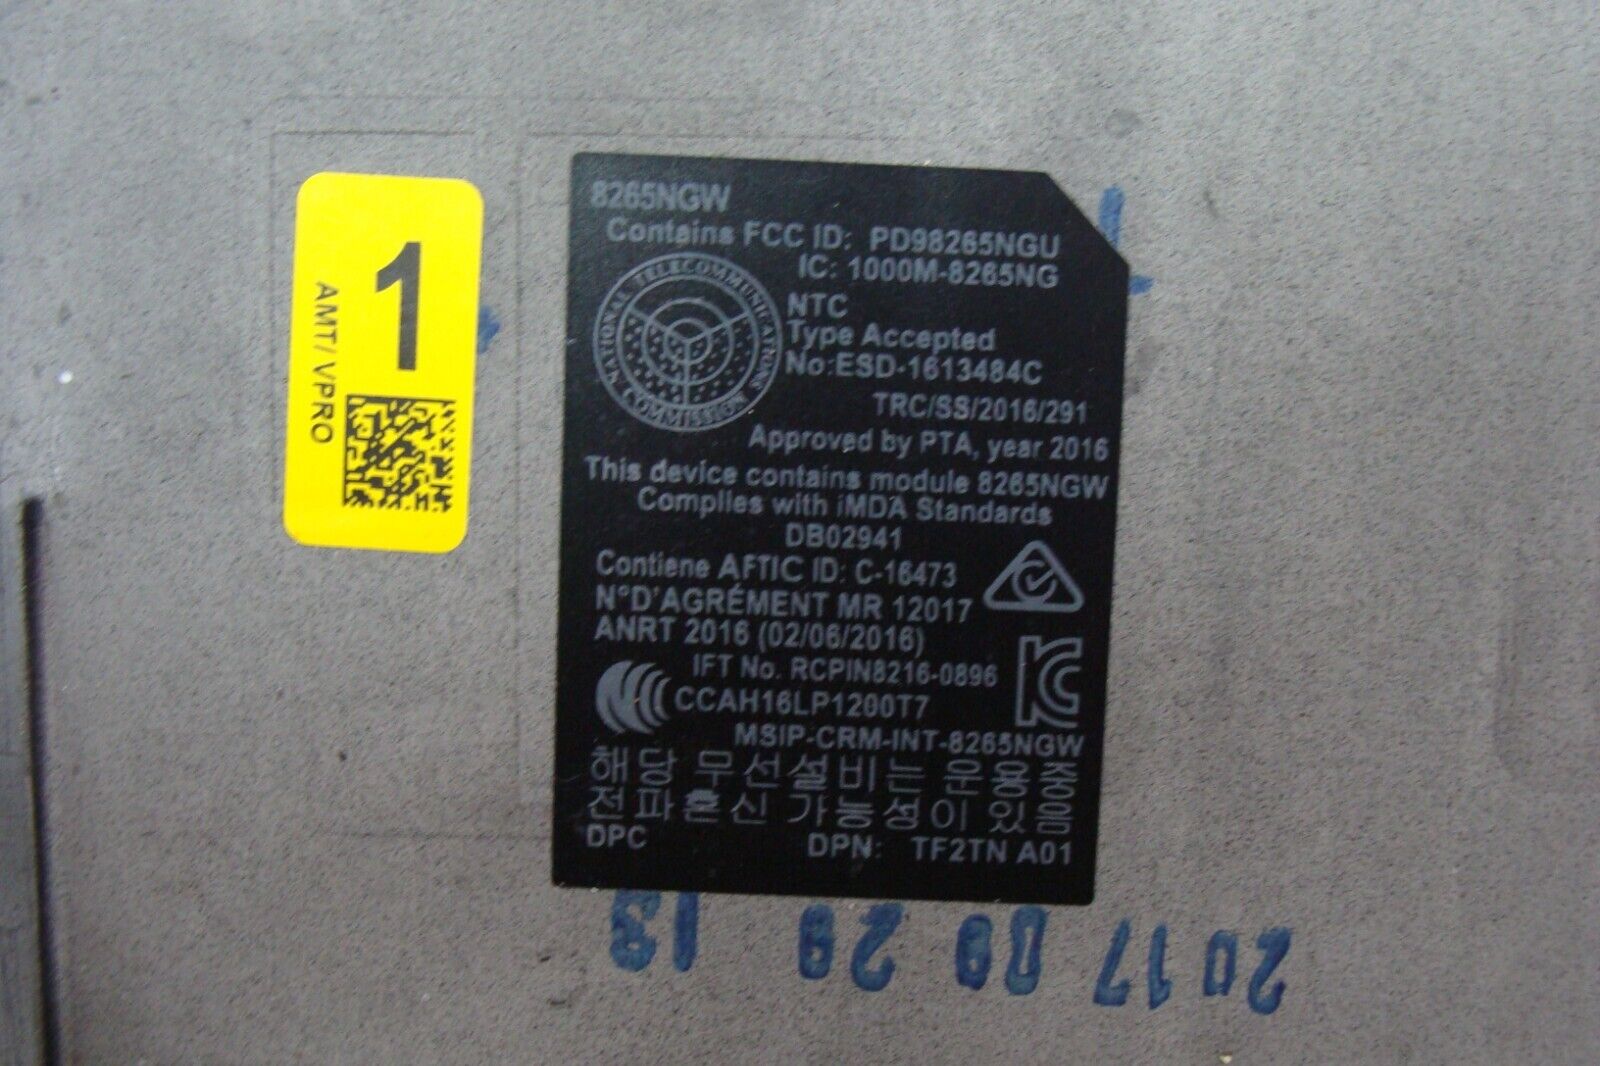 1
AMT/ VPRO
8265NGW
Contains FCC ID: PD98265NGU
IC: 1000M-8265NG
NATIONAL TELECOMMUNICATIONS COMMISSION
NTC
Type Accepted
No:ESD-1613484C
TRC/SS/2016/291
Approved by PTA, year 2016
This device contains module 8265NGW
Complies with iMDA Standards
DB02941
Contiene AFTIC ID: C-16473
N°D'AGRÉMENT MR 12017
ANRT 2016 (02/06/2016)
IFT No. RCPIN8216-0896
CCAH16LP1200T7
MSIP-CRM-INT-8265NGW
해당 무선설비는 운용중
전파혼신 가능성이 있음
DPC DPN: TF2TN A01
2017